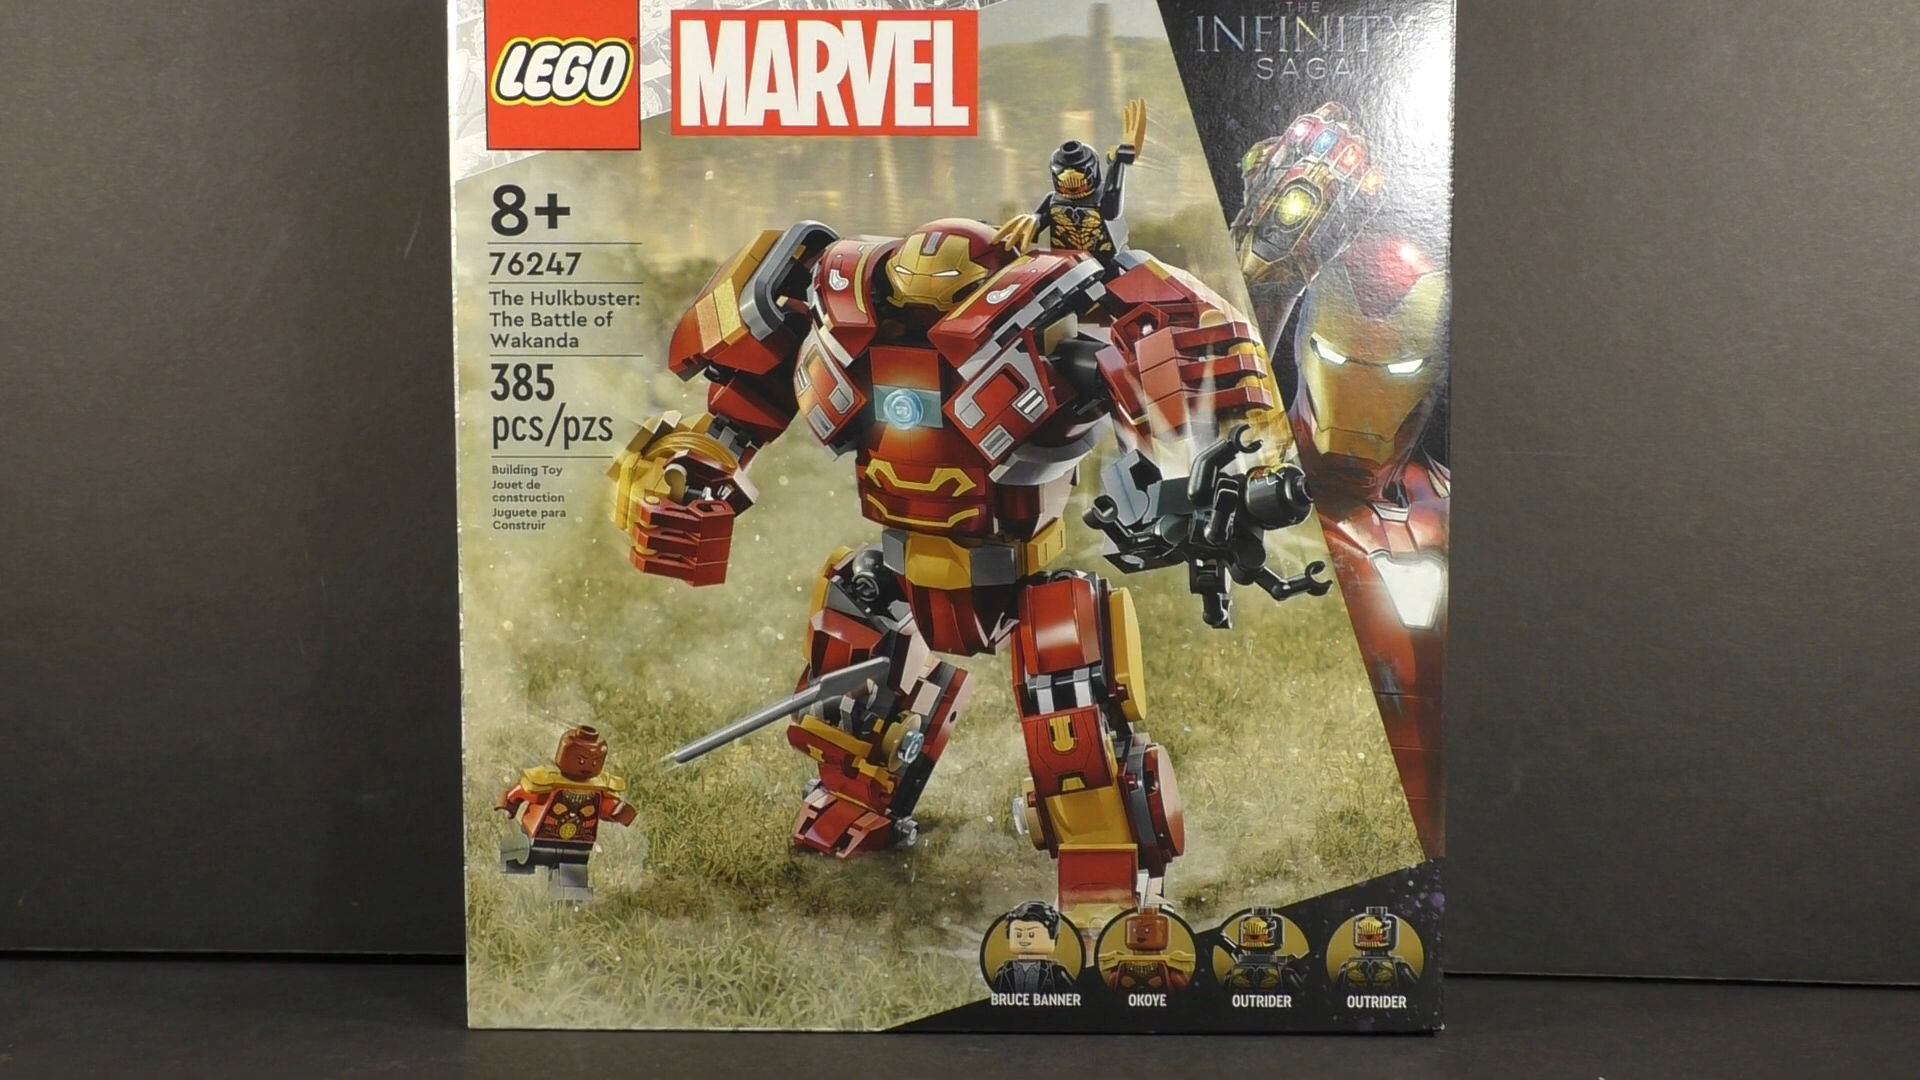 LEGO
MARVEL
THE
INFINITY
SAGA
8+
76247
The Hulkbuster:
The Battle of
Wakanda
385
pcs/pzs
Building Toy
Jouet de
construction
Juguete para
Construir
BRUCE BANNER
OKOYE
OUTRIDER
OUTRIDER